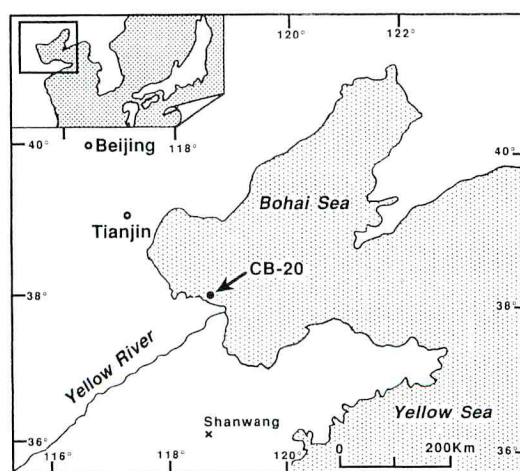 120°
122°
118°
40°
Beijing
40°
Tianjin
Bohai Sea
CB-20
38°
38°
Yellow River
Shanwang
Yellow Sea
36°
36°
116°
118°
120°
0 200Km